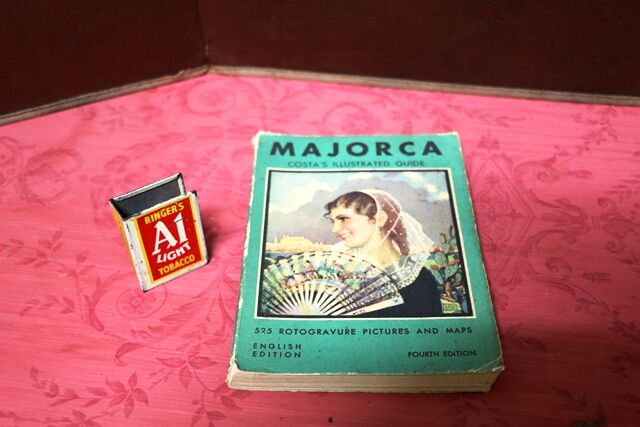 RINGER'S
A1
LIGHT
TOBACCO
MAJORCA
COSTA'S ILLUSTRATED GUIDE
525 ROTOGRAVURE PICTURES AND MAPS
ENGLISH
EDITION
FOURTH EDITION